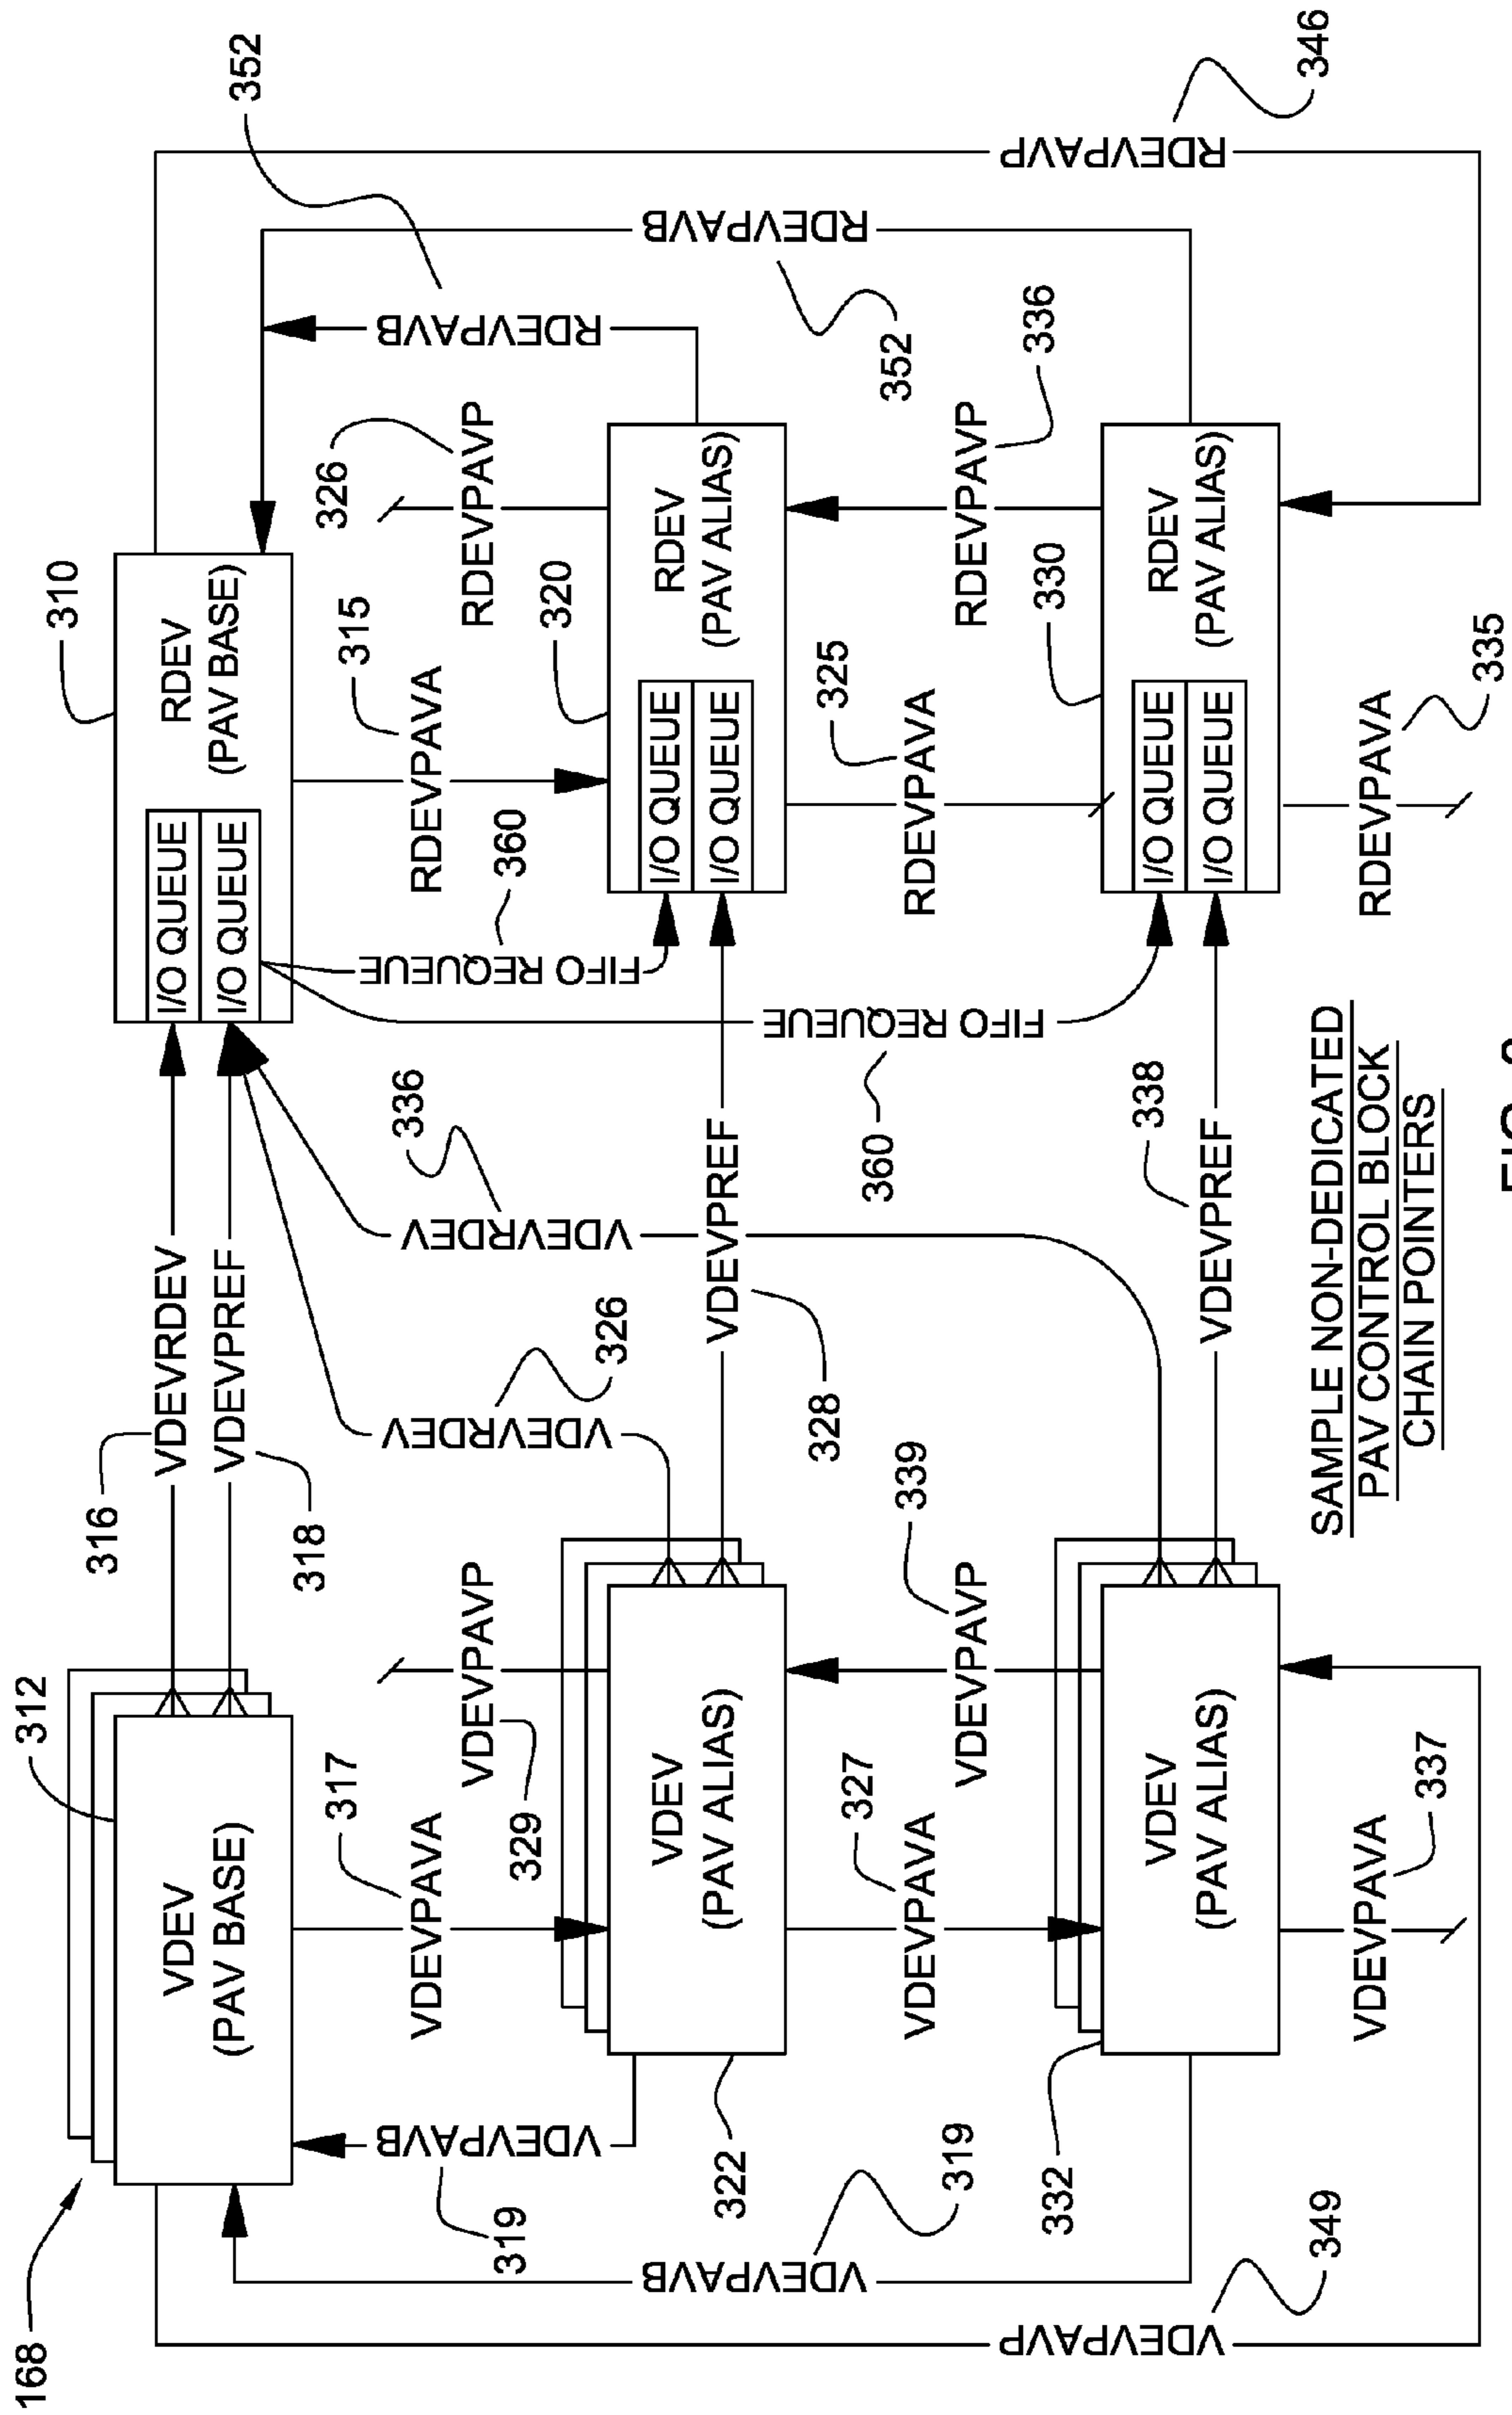 168
312
VDEV
(PAV BASE)
316
VDEVRDEV
VDEVPREF
318
I/O QUEUE
I/O QUEUE
RDEV
(PAV BASE)
310
352
319
VDEVPAVB
VDEVPAVA
317
VDEVPAVP
329
VDEVRDEV
326
VDEVRDEV
336
FIFO REQUEUE
360
RDEVPAVA
315
RDEVPAVP
326
RDEVPAVB
322
VDEV
(PAV ALIAS)
VDEVPREF
328
I/O QUEUE
I/O QUEUE
RDEV
(PAV ALIAS)
320
RDEVPAVB
352
VDEVPAVB
319
VDEVPAVA
327
VDEVPAVP
339
FIFO REQUEUE
360
RDEVPAVA
325
RDEVPAVP
336
332
VDEV
(PAV ALIAS)
VDEVPREF
338
I/O QUEUE
I/O QUEUE
RDEV
(PAV ALIAS)
330
RDEVPAVP
346
VDEVPAVP
349
VDEVPAVA
337
RDEVPAVA
335
SAMPLE NON-DEDICATED
PAV CONTROL BLOCK
CHAIN POINTERS
FIG.